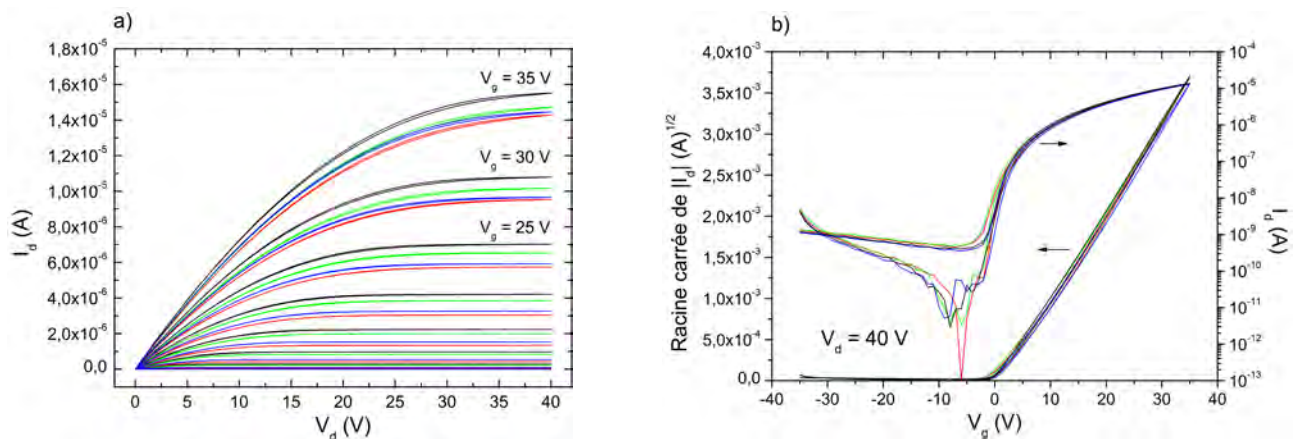 a)
1,8x10⁻⁵
1,6x10⁻⁵
1,4x10⁻⁵
1,2x10⁻⁵
1,0x10⁻⁵
8,0x10⁻⁶
6,0x10⁻⁶
4,0x10⁻⁶
2,0x10⁻⁶
0,0
I_d (A)
V_g = 35 V
V_g = 30 V
V_g = 25 V
0 5 10 15 20 25 30 35 40
V_d (V)
b)
4,0x10⁻³
3,5x10⁻³
3,0x10⁻³
2,5x10⁻³
2,0x10⁻³
1,5x10⁻³
1,0x10⁻³
5,0x10⁻⁴
0,0
Racine carrée de |I_d| (A)^1/2
V_d = 40 V
10⁻⁴
10⁻⁵
10⁻⁶
10⁻⁷
10⁻⁸
10⁻⁹
10⁻¹⁰
10⁻¹¹
10⁻¹²
10⁻¹³
I_d (A)
-40 -30 -20 -10 0 10 20 30 40
V_g (V)